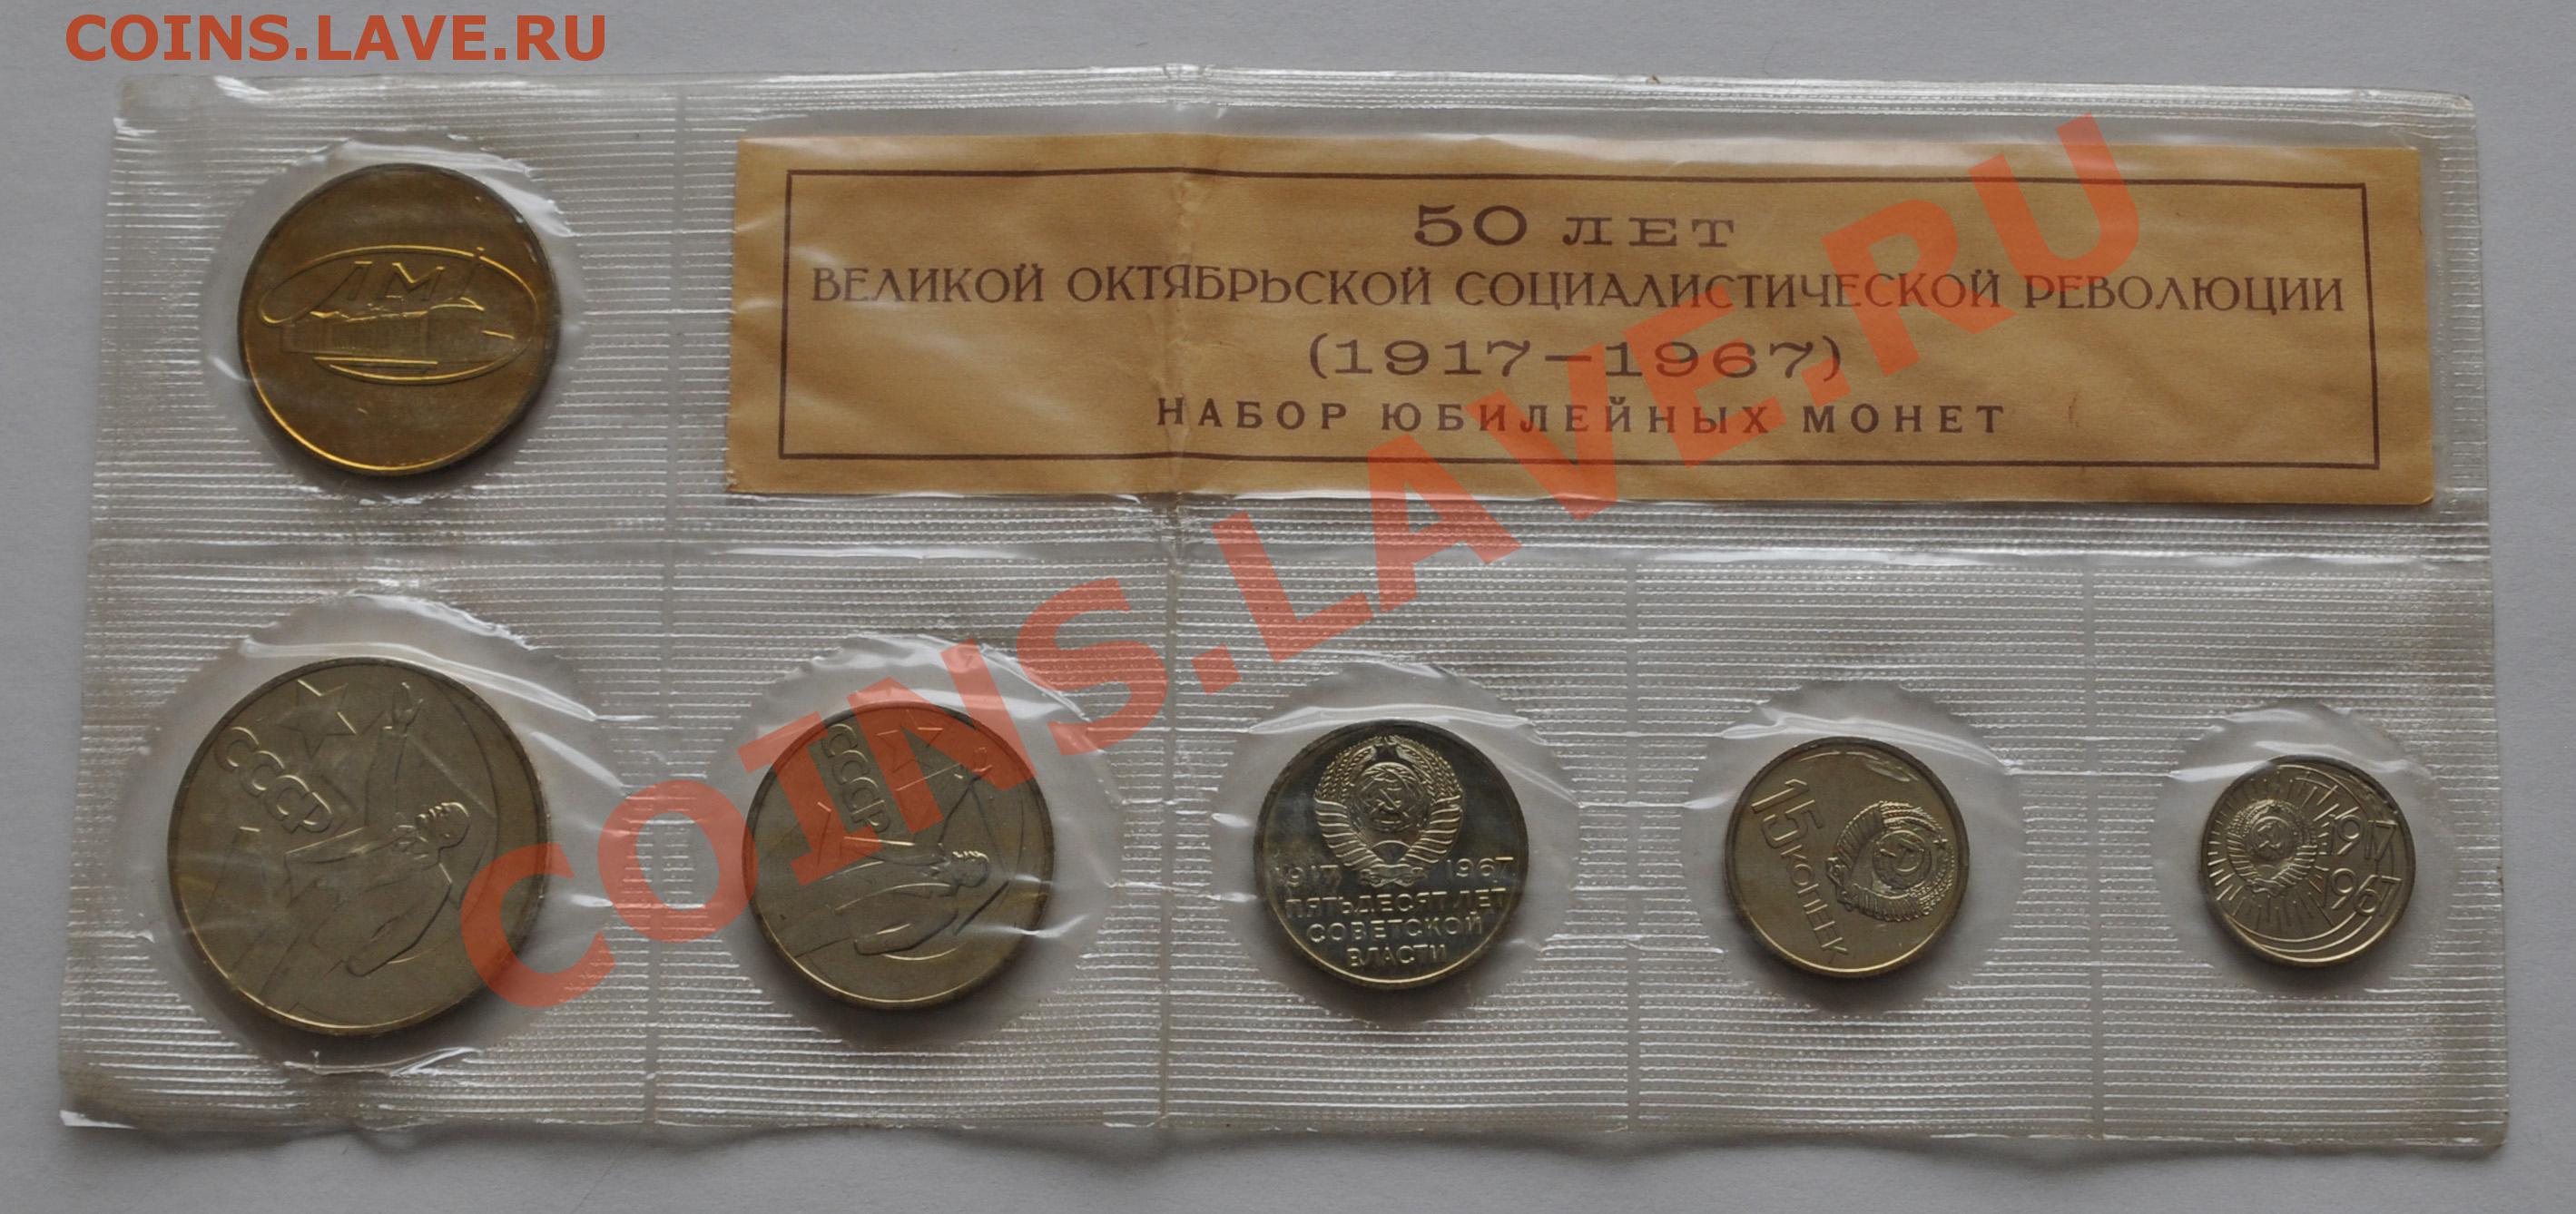 COINS.LAVE.RU
50 ЛЕТ
ВЕЛИКОЙ ОКТЯБРЬСКОЙ СОЦИАЛИСТИЧЕСКОЙ РЕВОЛЮЦИИ
(1917–1967)
НАБОР ЮБИЛЕЙНЫХ МОНЕТ
COINS.LAVE.RU
ЛМД
СССР
СССР
1917 1967
ПЯТЬДЕСЯТ ЛЕТ
СОВЕТСКОЙ
ВЛАСТИ
15 КОПЕЕК
1917
1967